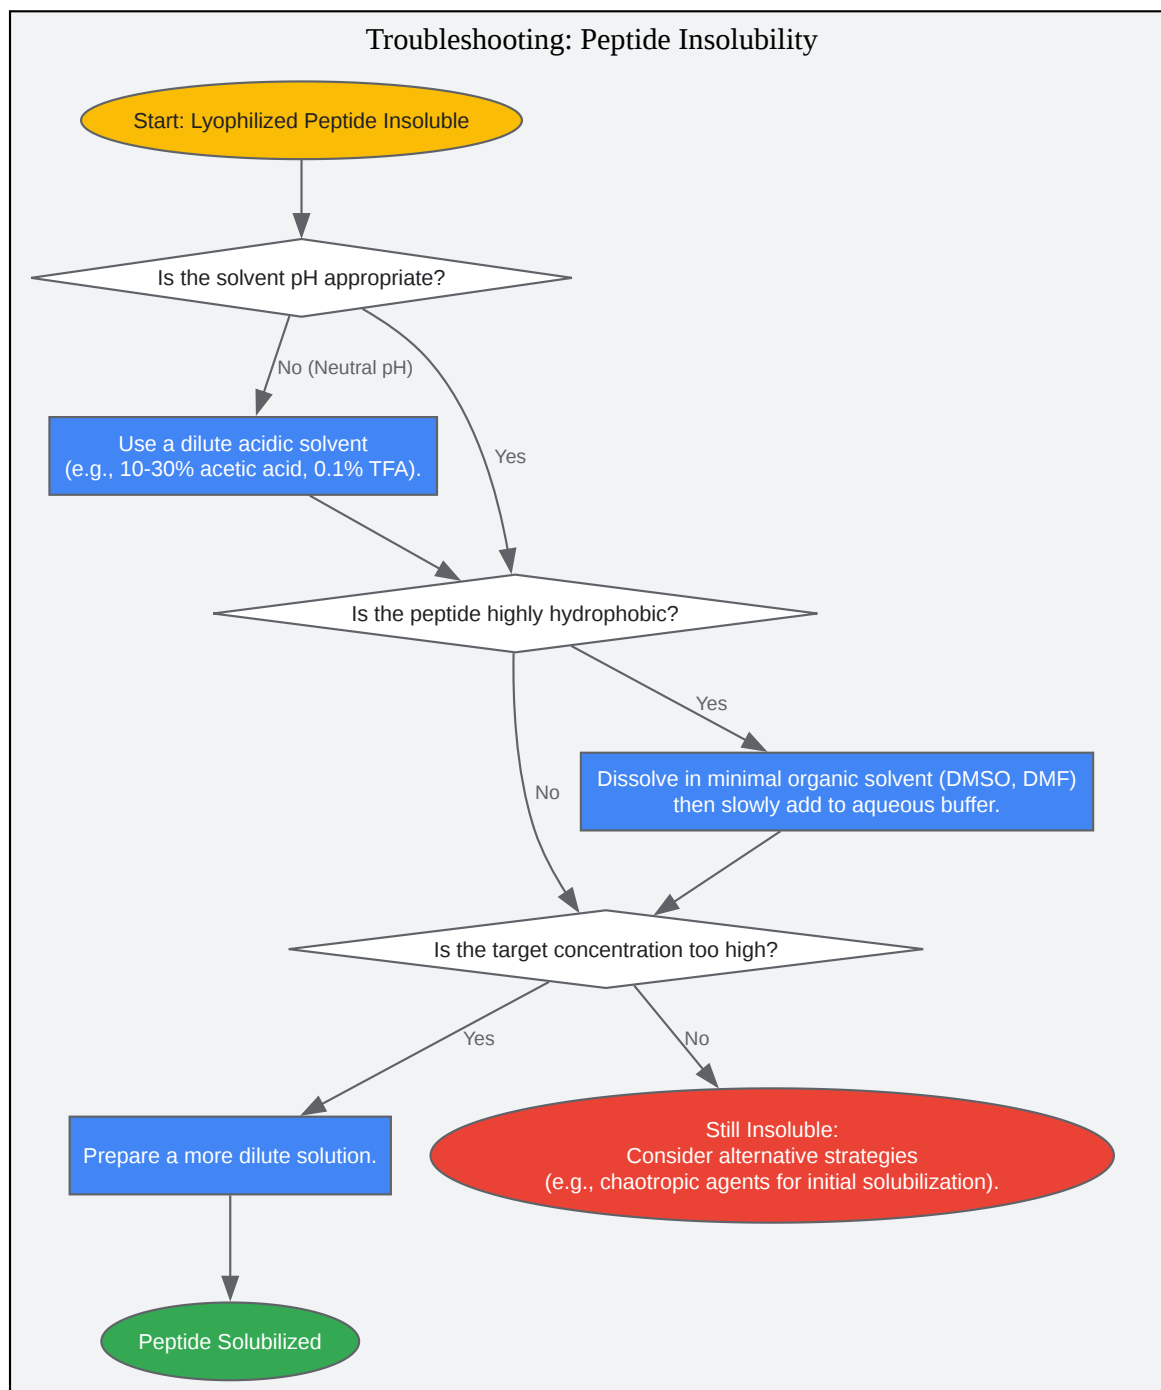 Troubleshooting: Peptide Insolubility
Start: Lyophilized Peptide Insoluble
Is the solvent pH appropriate?
No (Neutral pH)
Use a dilute acidic solvent
(e.g., 10-30% acetic acid, 0.1% TFA).
Yes
Is the peptide highly hydrophobic?
Yes
Dissolve in minimal organic solvent (DMSO, DMF)
then slowly add to aqueous buffer.
No
Is the target concentration too high?
Yes
No
Prepare a more dilute solution.
Still Insoluble:
Consider alternative strategies
(e.g., chaotropic agents for initial solubilization).
Peptide Solubilized